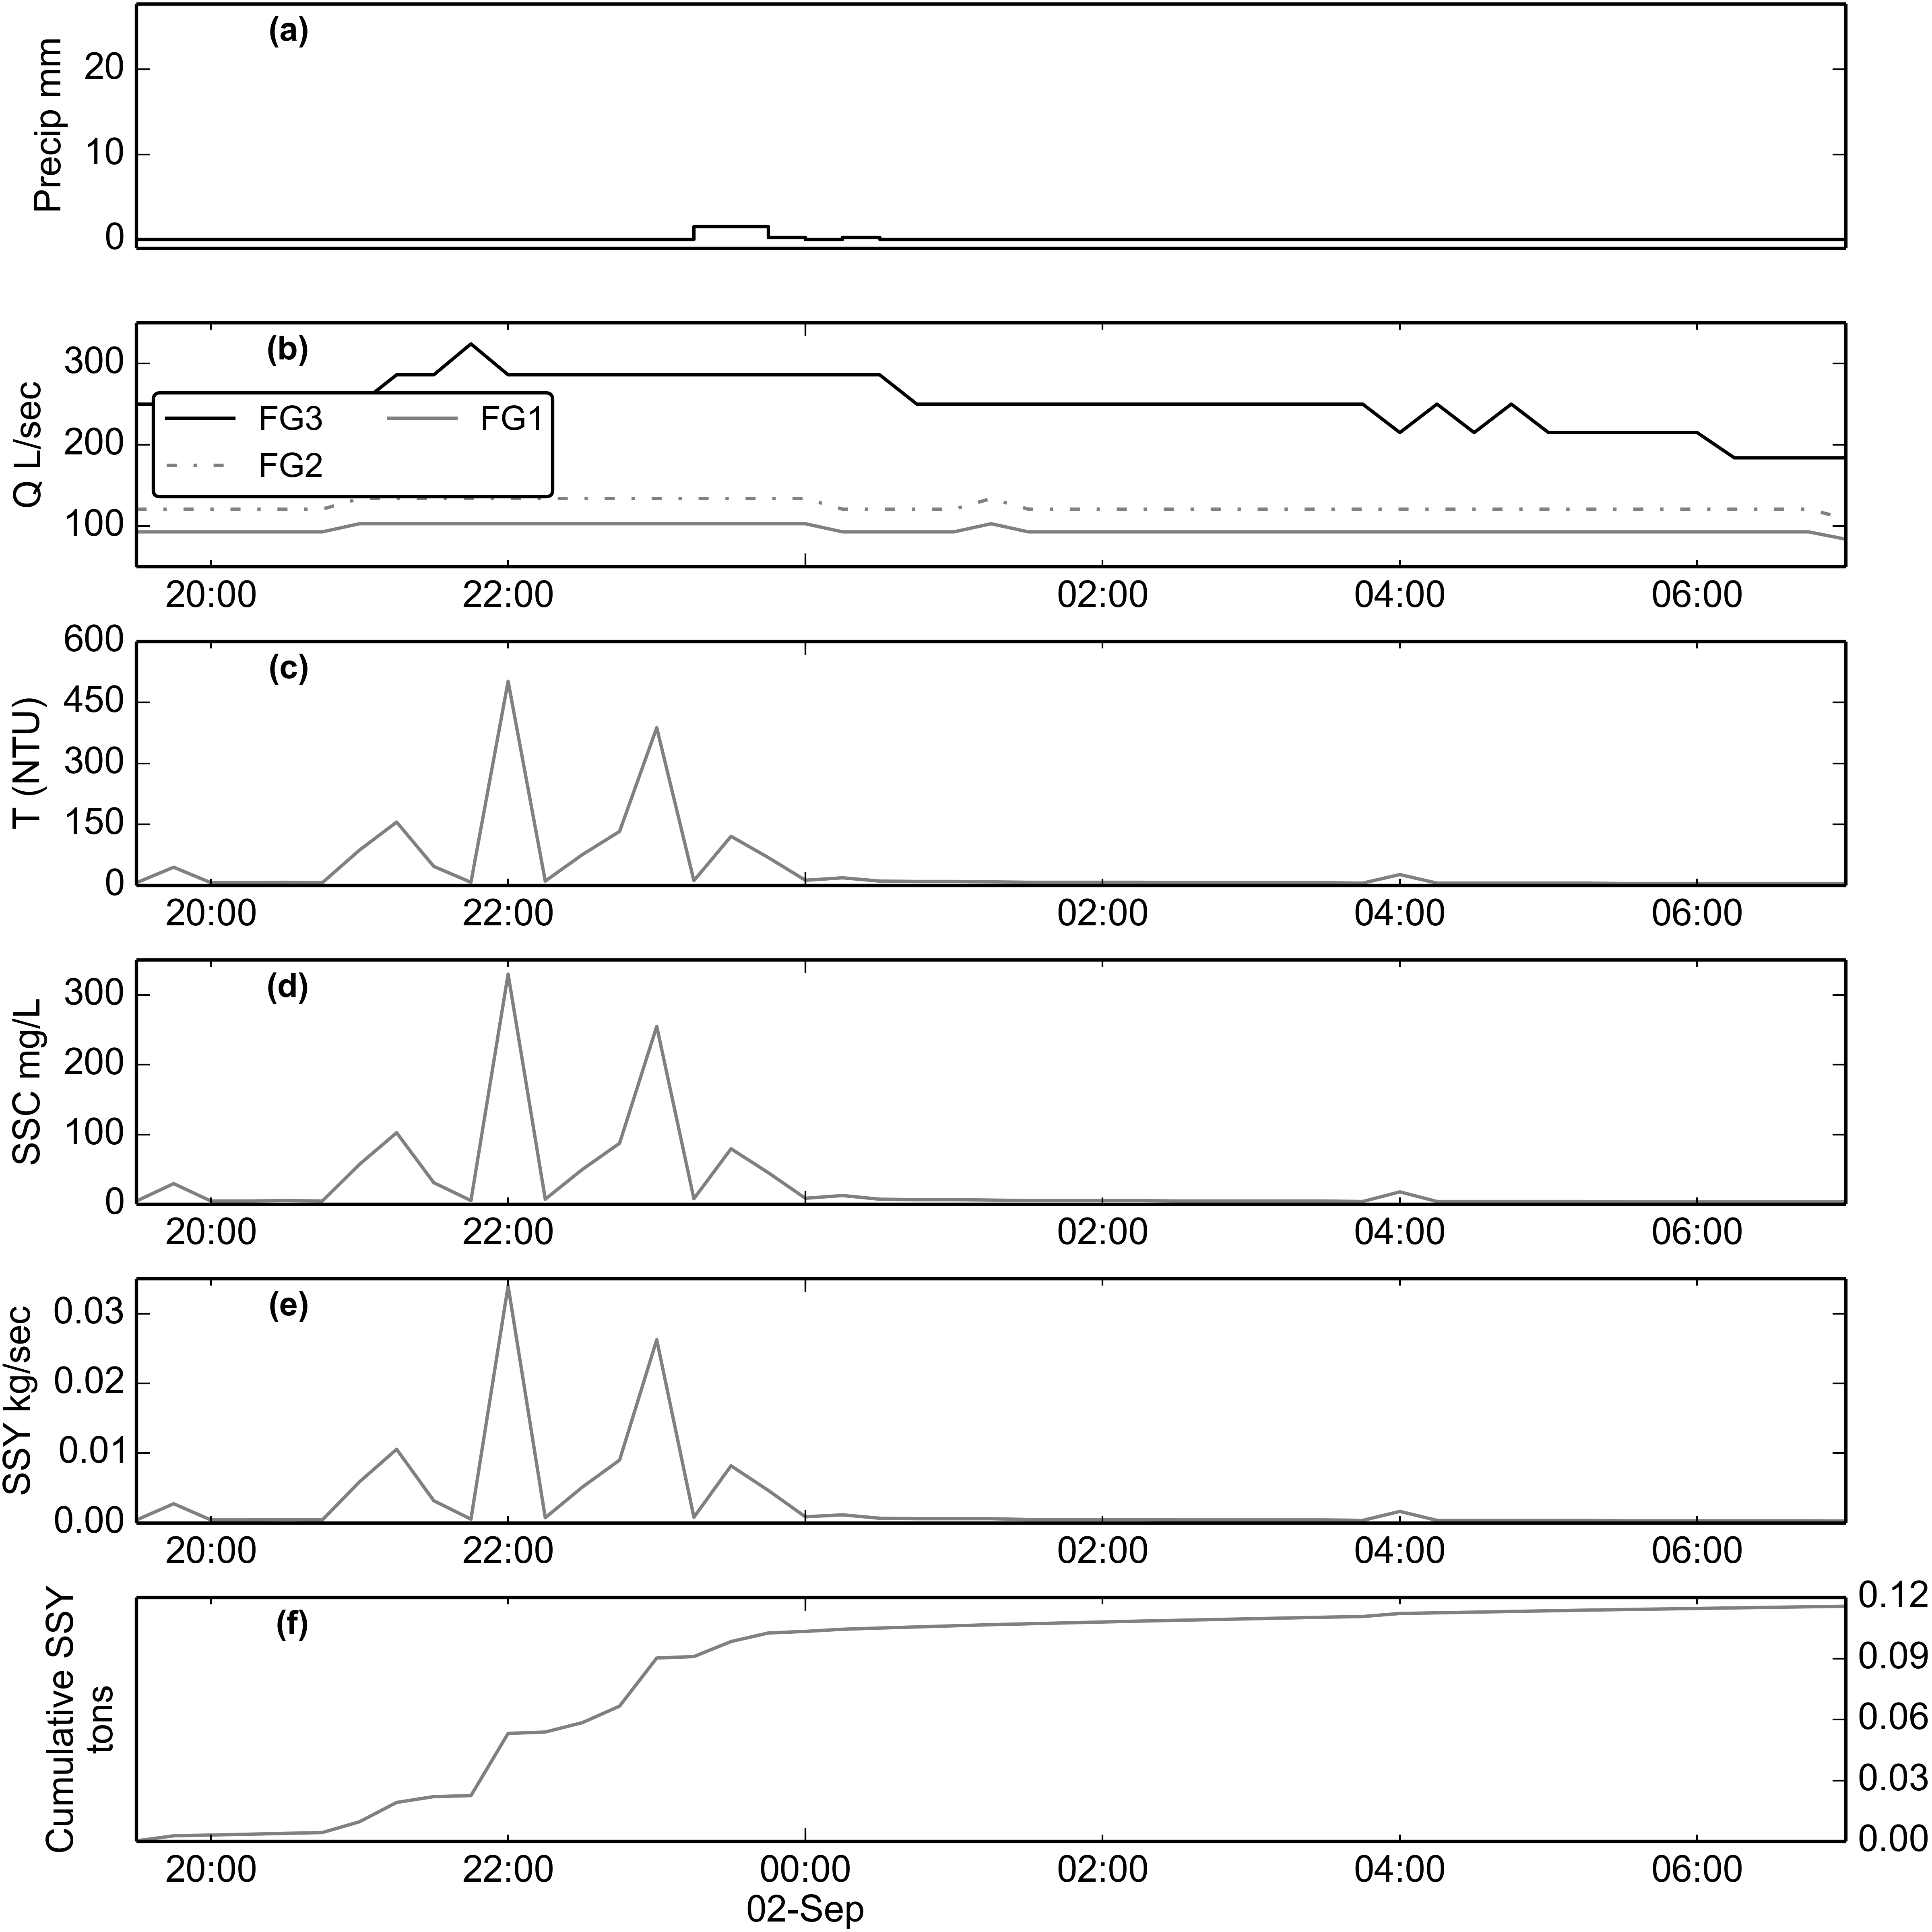 (a)
Precip mm
20
10
0
(b)
Q L/sec
300
200
100
FG3 FG1
FG2
20:00 22:00 02:00 04:00 06:00
(c)
T (NTU)
600
450
300
150
0
20:00 22:00 02:00 04:00 06:00
(d)
SSC mg/L
300
200
100
0
20:00 22:00 02:00 04:00 06:00
(e)
SSY kg/sec
0.03
0.02
0.01
0.00
20:00 22:00 02:00 04:00 06:00
(f)
Cumulative SSY
tons
0.12
0.09
0.06
0.03
0.00
20:00 22:00 00:00 02:00 04:00 06:00
02-Sep